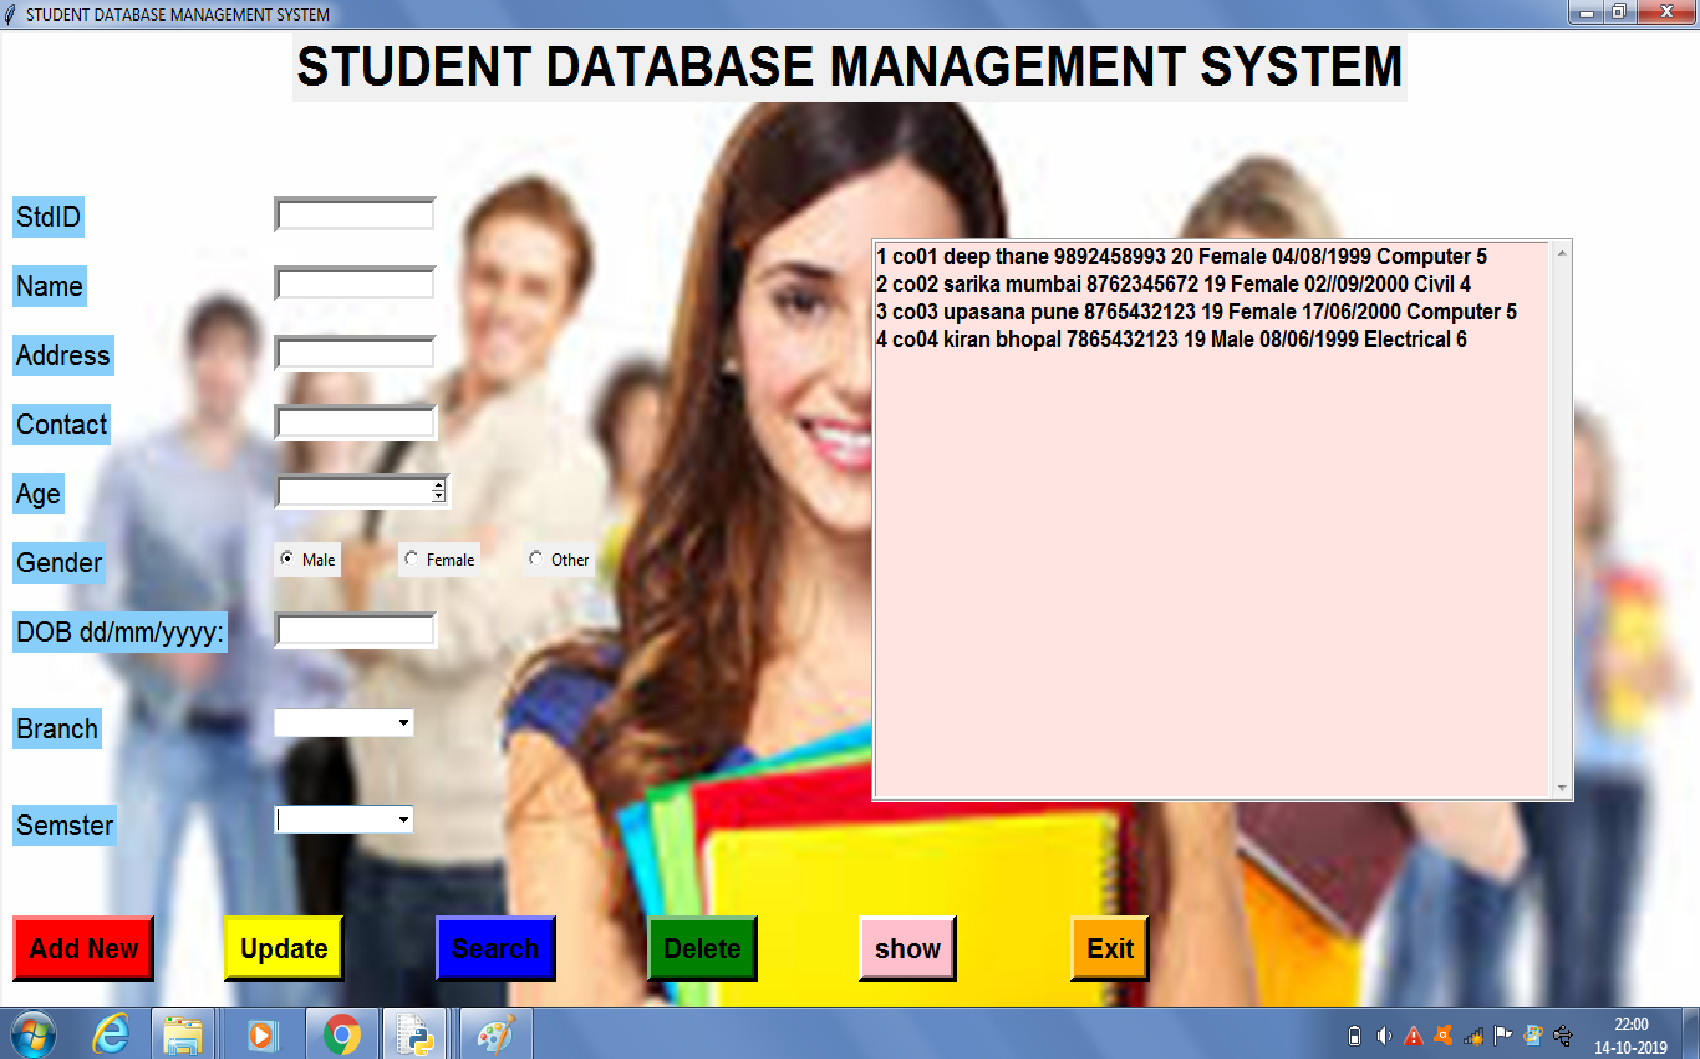 STUDENT DATABASE MANAGEMENT SYSTEM
STUDENT DATABASE MANAGEMENT SYSTEM
StdID
Name
Address
Contact
Age
Gender
Male
Female
Other
DOB dd/mm/yyyy:
Branch
Semster
1 co01 deep thane 9892458993 20 Female 04/08/1999 Computer 5
2 co02 sarika mumbai 8762345672 19 Female 02//09/2000 Civil 4
3 co03 upasana pune 8765432123 19 Female 17/06/2000 Computer 5
4 co04 kiran bhopal 7865432123 19 Male 08/06/1999 Electrical 6
Add New
Update
Search
Delete
show
Exit
22:00
14-10-2019